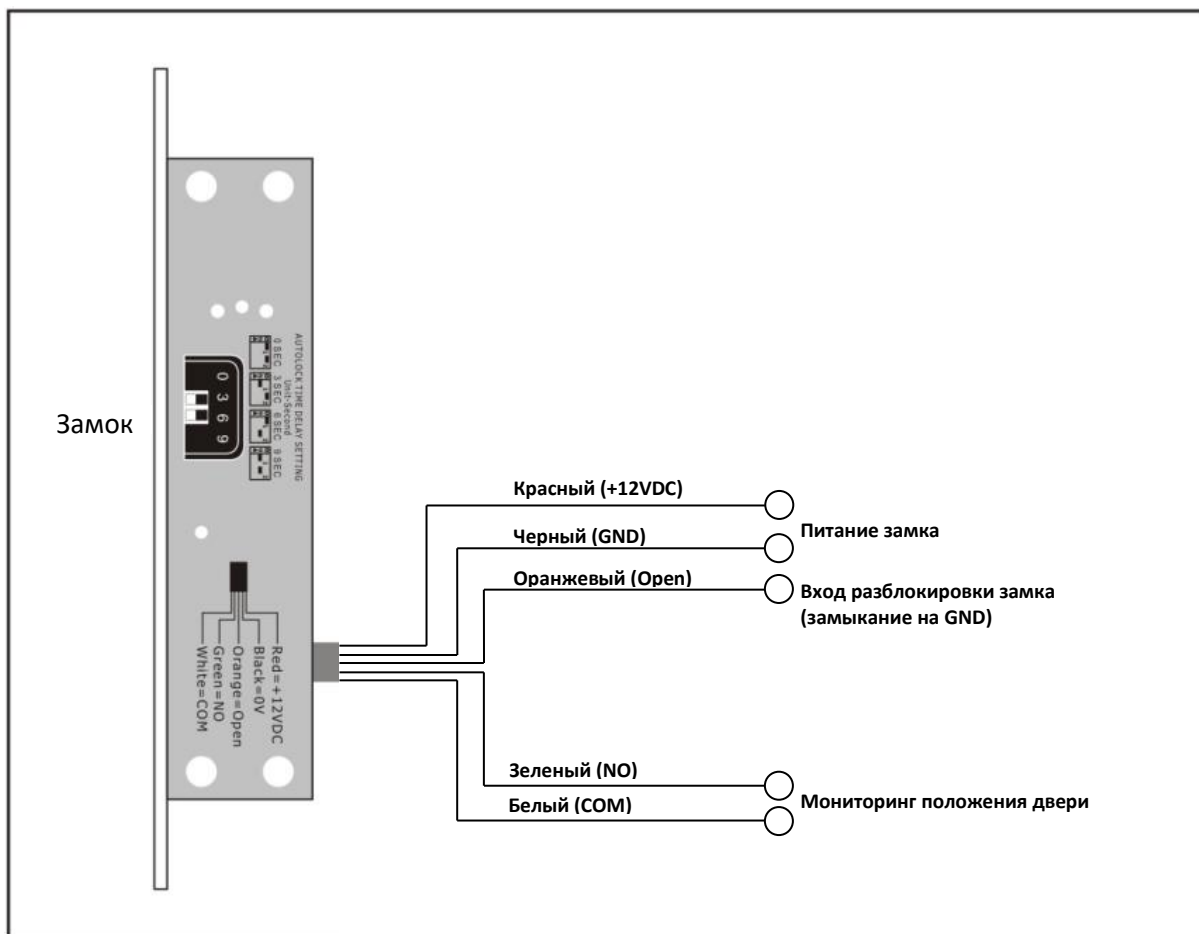 Замок
AUTOLOCK TIME DELAY SETTING
Unit-Second
0 SEC
3 SEC
6 SEC
9 SEC
0
3
6
9
Красный (+12VDC)
Черный (GND)
Питание замка
Оранжевый (Open)
Вход разблокировки замка
(замыкание на GND)
Red=+12VDC
Black=0V
Orange=Open
Green=NO
White=COM
Зеленый (NO)
Белый (COM)
Мониторинг положения двери